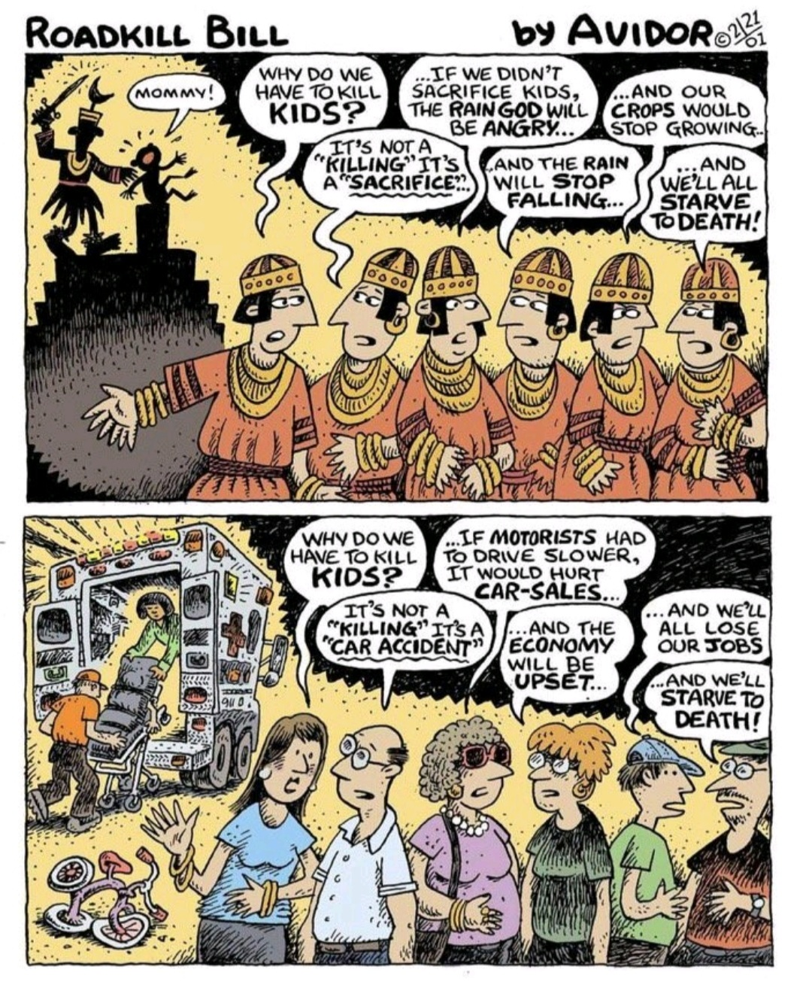 ROADKILL BILL
by AVIDOR © 2/21/01
MOMMY!
WHY DO WE
HAVE TO KILL
KIDS?
IT'S NOT A
"KILLING" IT'S
A "SACRIFICE"...
...IF WE DIDN'T
SACRIFICE KIDS,
THE RAIN GOD WILL
BE ANGRY...
...AND THE RAIN
WILL STOP
FALLING...
...AND OUR
CROPS WOULD
STOP GROWING...
...AND
WE'LL ALL
STARVE
TO DEATH!
WHY DO WE
HAVE TO KILL
KIDS?
IT'S NOT A
"KILLING" IT'S A
"CAR ACCIDENT"
...IF MOTORISTS HAD
TO DRIVE SLOWER,
IT WOULD HURT
CAR-SALES...
...AND THE
ECONOMY
WILL BE
UPSET...
...AND WE'LL
ALL LOSE
OUR JOBS
...AND WE'LL
STARVE TO
DEATH!
911